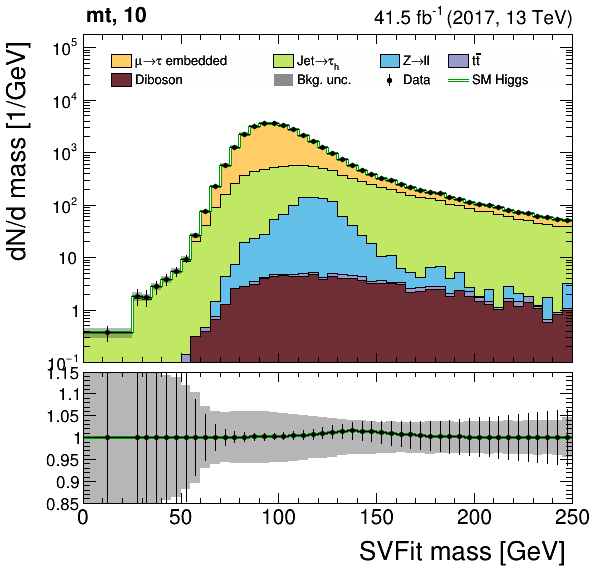 mt, 10
41.5 fb⁻¹ (2017, 13 TeV)
10⁵
10⁴
10³
10²
10
1
10⁻¹
dN/d mass [1/GeV]
μ→τ embedded
Jet→τₕ
Z→ll
tt̄
Diboson
Bkg. unc.
Data
SM Higgs
1.15
1.1
1.05
1
0.95
0.9
0.85
0 50 100 150 200 250
SVFit mass [GeV]